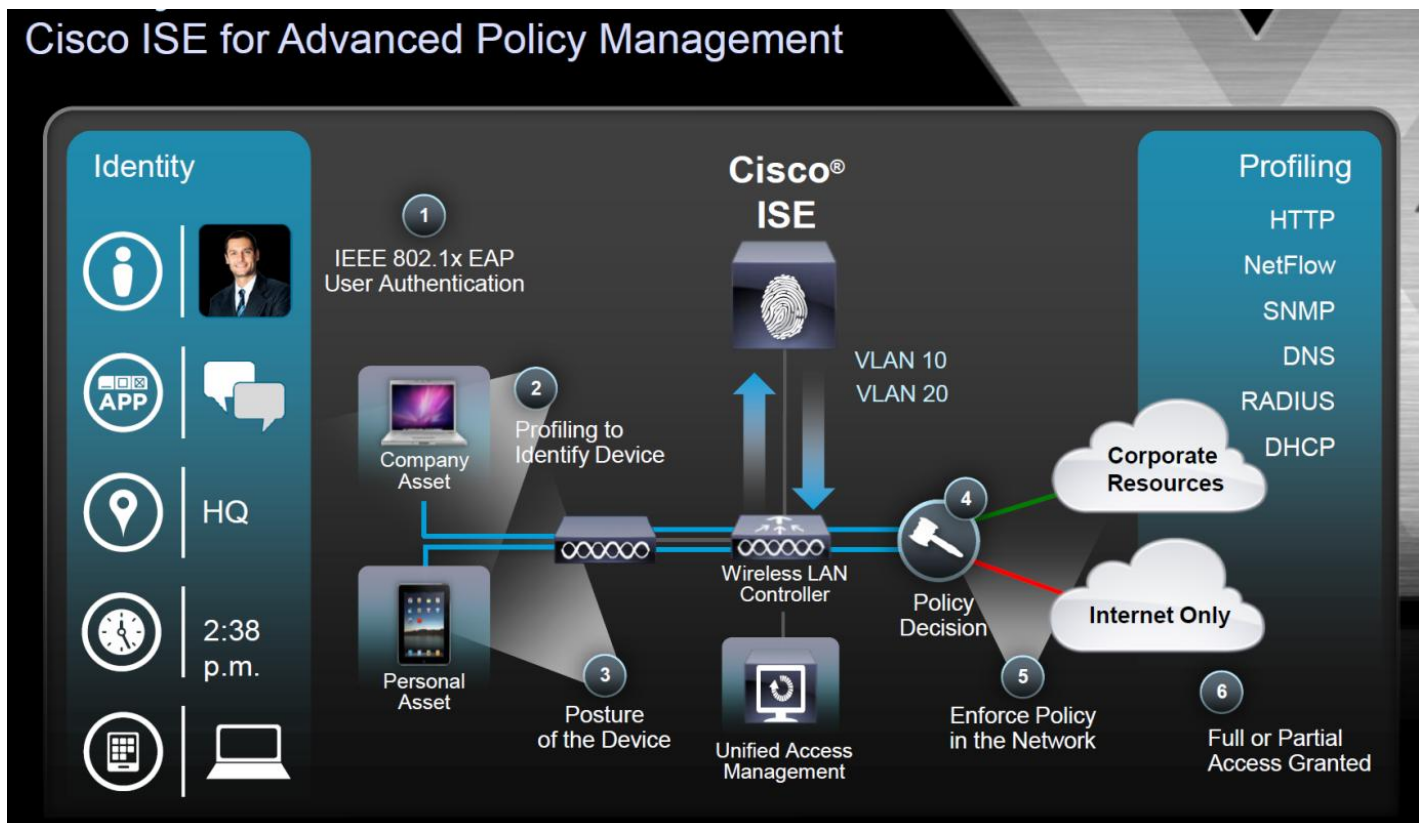 Cisco ISE for Advanced Policy Management
Identity
APP
HQ
2:38
p.m.
1
IEEE 802.1x EAP
User Authentication
Company
Asset
2
Profiling to
Identify Device
Personal
Asset
3
Posture
of the Device
Cisco®
ISE
VLAN 10
VLAN 20
Wireless LAN
Controller
Unified Access
Management
4
Policy
Decision
5
Enforce Policy
in the Network
Corporate
Resources
Internet Only
6
Full or Partial
Access Granted
Profiling
HTTP
NetFlow
SNMP
DNS
RADIUS
DHCP